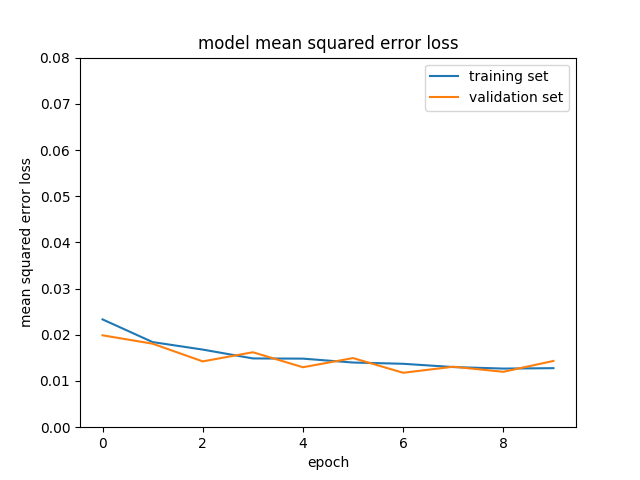 model mean squared error loss
training set
validation set
0.08
0.07
0.06
0.05
0.04
0.03
0.02
0.01
0.00
mean squared error loss
0 2 4 6 8
epoch